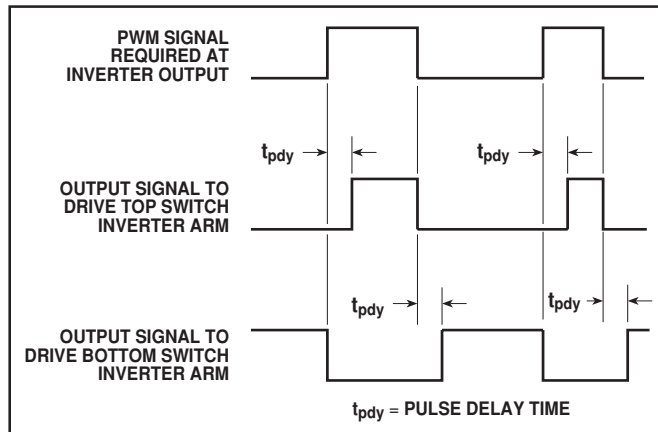 PWM SIGNAL
REQUIRED AT
INVERTER OUTPUT
tpdy
tpdy
OUTPUT SIGNAL TO
DRIVE TOP SWITCH
INVERTER ARM
tpdy
tpdy
OUTPUT SIGNAL TO
DRIVE BOTTOM SWITCH
INVERTER ARM
tpdy = PULSE DELAY TIME